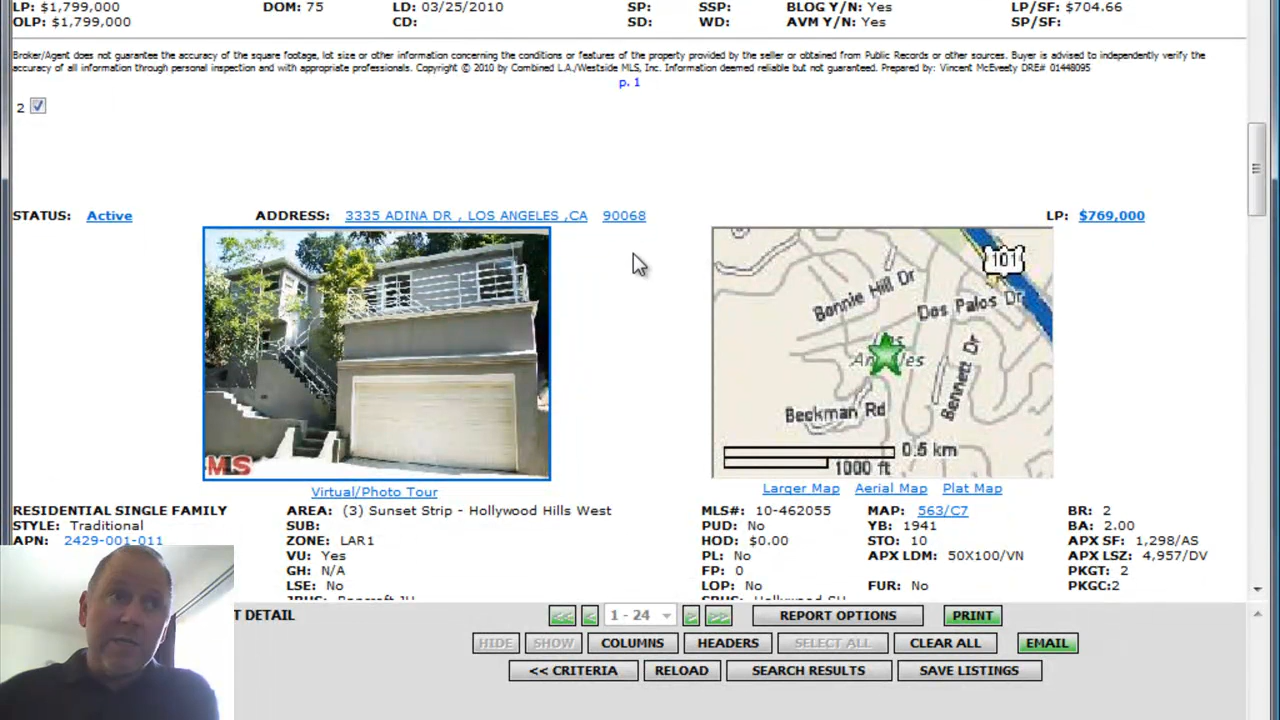 LP: $1,799,000 DOM: 75 LD: 03/25/2010 SP: SSP: BLOG Y/N: Yes LP/SF: $704.66
OLP: $1,799,000 CD: SD: WD: AVM Y/N: Yes SP/SF:
Broker/Agent does not guarantee the accuracy of the square footage, lot size or other information concerning the conditions or features of the property provided by the seller or obtained from Public Records or other sources. Buyer is advised to independently verify the
accuracy of all information through personal inspection and with appropriate professionals. Copyright © 2010 by Combined L.A./Westside MLS, Inc. Information deemed reliable but not guaranteed. Prepared by: Vincent McEveety DRE# 01448095
p. 1
2
STATUS: Active ADDRESS: 3335 ADINA DR , LOS ANGELES ,CA 90068 LP: $769,000
101
Bonnie Hill Dr
Dos Palos Dr
Bennett Dr
Beekman Rd
0.5 km
1000 ft
MLS
Virtual/Photo Tour Larger Map Aerial Map Plat Map
RESIDENTIAL SINGLE FAMILY AREA: (3) Sunset Strip - Hollywood Hills West MLS#: 10-462055 MAP: 563/C7 BR: 2
STYLE: Traditional SUB: PUD: No YB: 1941 BA: 2.00
APN: 2429-001-011 ZONE: LAR1 HOD: $0.00 STO: 10 APX SF: 1,298/AS
VU: Yes PL: No APX LDM: 50X100/VN APX LSZ: 4,957/DV
GH: N/A FP: 0 PKGT: 2
LSE: No LOP: No FUR: No PKGC:2
T DETAIL 1 - 24 REPORT OPTIONS PRINT
HIDE SHOW COLUMNS HEADERS SELECT ALL CLEAR ALL EMAIL
<< CRITERIA RELOAD SEARCH RESULTS SAVE LISTINGS